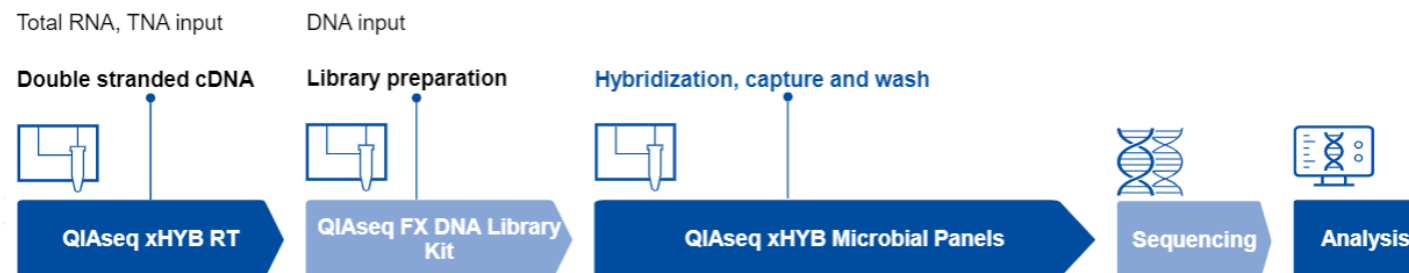 Total RNA, TNA input
DNA input
Double stranded cDNA
Library preparation
Hybridization, capture and wash
QIAseq xHYB RT
QIAseq FX DNA Library
Kit
QIAseq xHYB Microbial Panels
Sequencing
Analysis